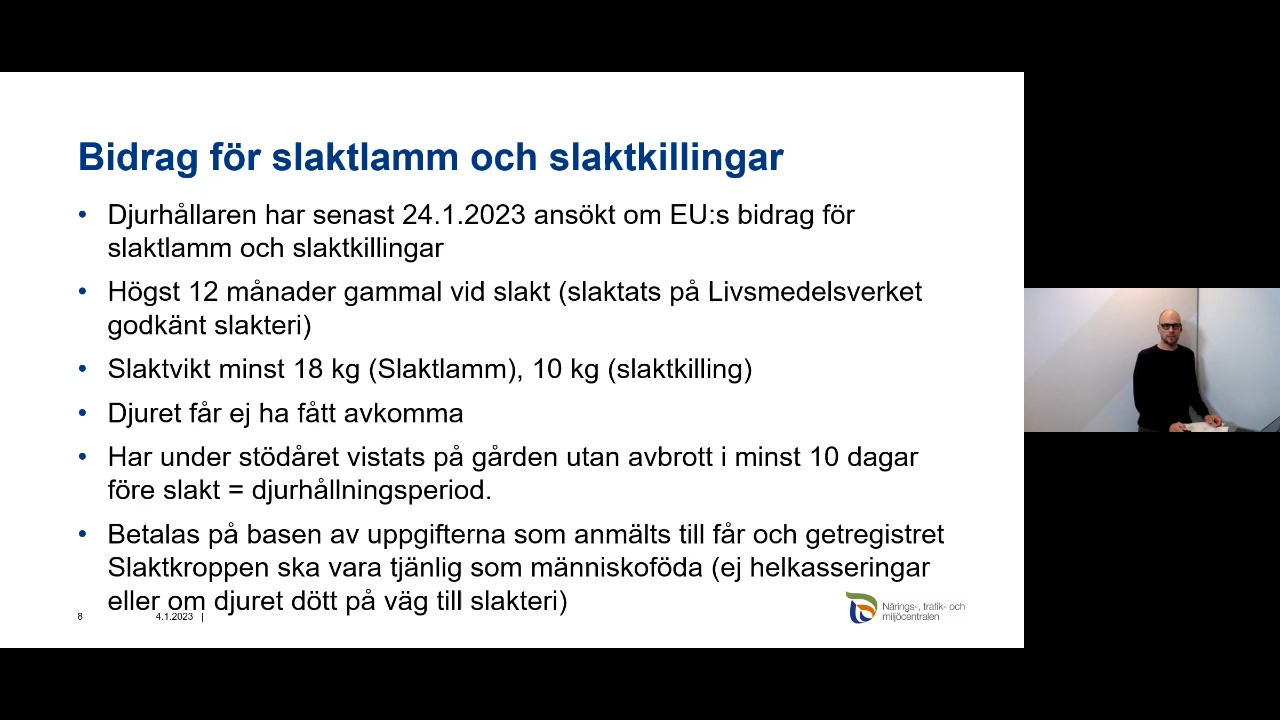 Bidrag för slaktlamm och slaktkillingar
• Djurhållaren har senast 24.1.2023 ansökt om EU:s bidrag för
slaktlamm och slaktkillingar
• Högst 12 månader gammal vid slakt (slaktats på Livsmedelsverket
godkänt slakteri)
• Slaktvikt minst 18 kg (Slaktlamm), 10 kg (slaktkilling)
• Djuret får ej ha fått avkomma
• Har under stödåret vistats på gården utan avbrott i minst 10 dagar
före slakt = djurhållningsperiod.
• Betalas på basen av uppgifterna som anmälts till får och getregistret
Slaktkroppen ska vara tjänlig som människoföda (ej helkasseringar
eller om djuret dött på väg till slakteri)
8 4.1.2023 |
Närings-, trafik- och
miljöcentralen